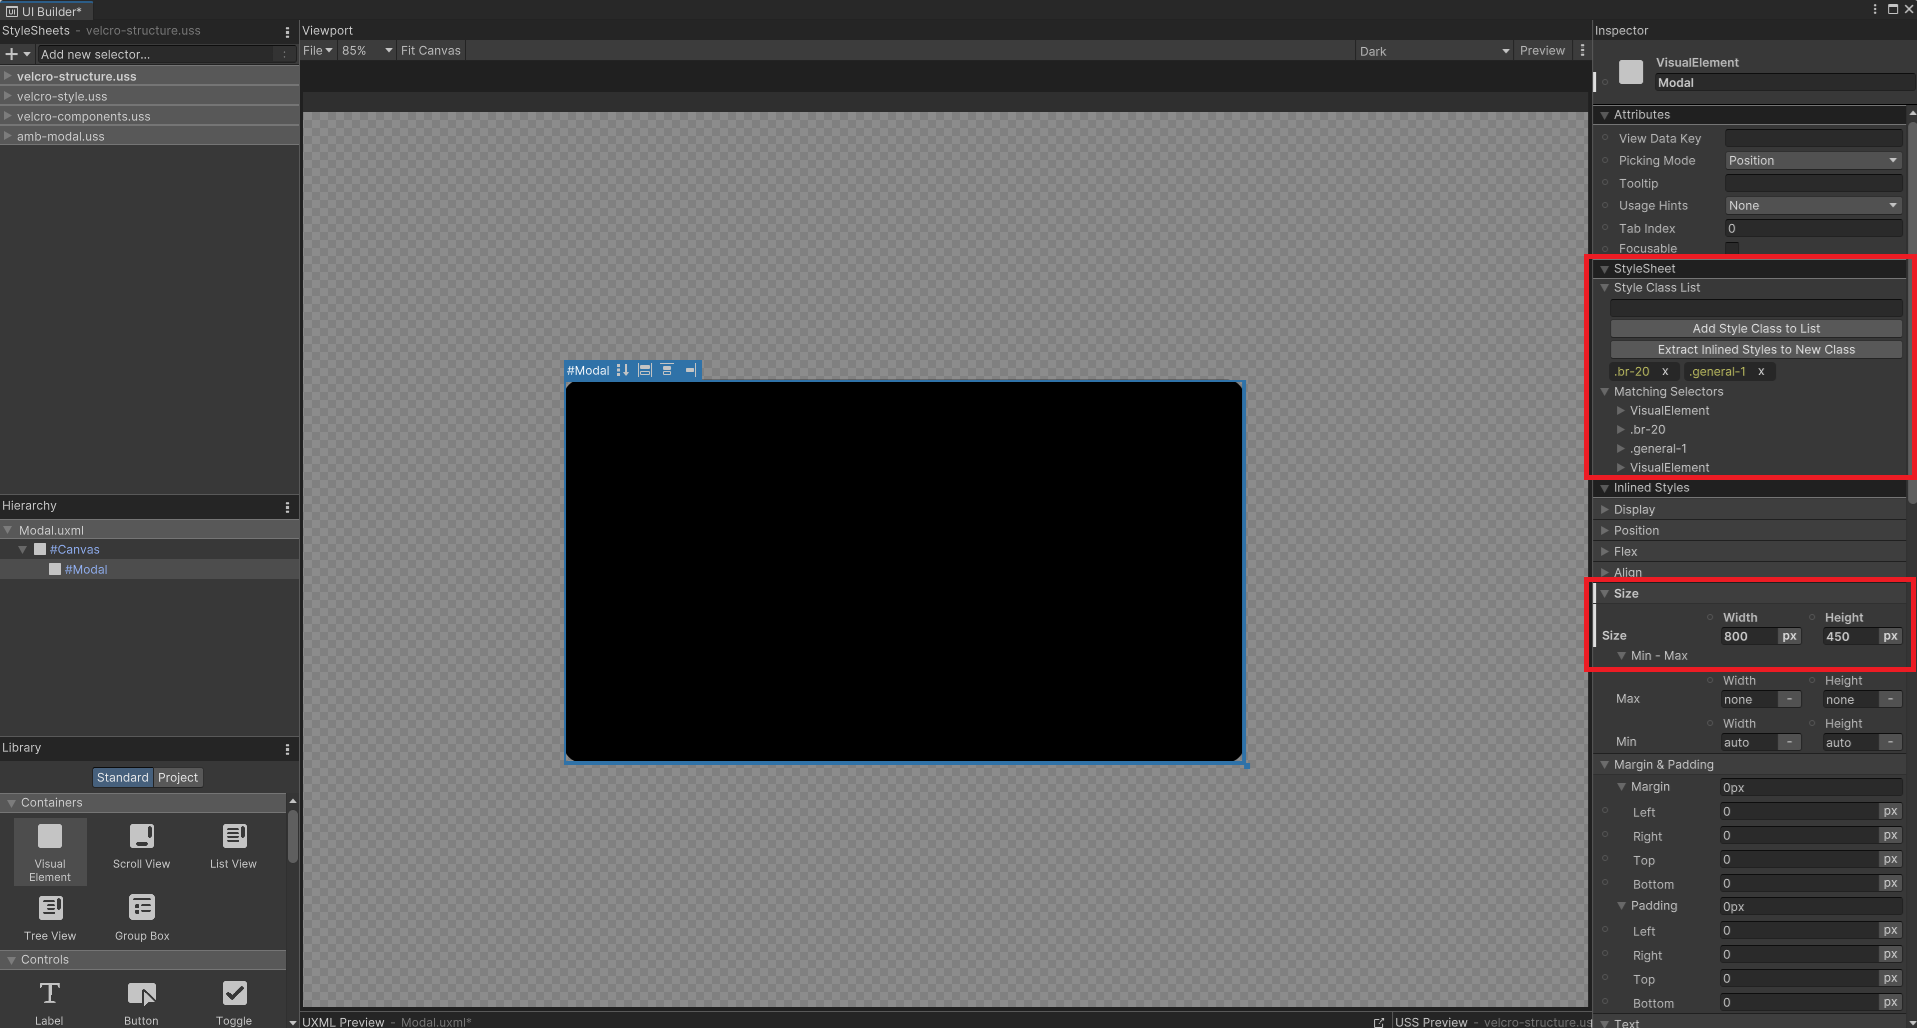 UI Builder*
StyleSheets - velcro-structure.uss
Add new selector...
velcro-structure.uss
velcro-style.uss
velcro-components.uss
amb-modal.uss
Hierarchy
Modal.uxml
#Canvas
#Modal
Library
Standard Project
Containers
Visual Element
Scroll View
List View
Tree View
Group Box
Controls
Label
Button
Toggle
Viewport
File 85% Fit Canvas
Dark Preview
#Modal
UXML Preview - Modal.uxml*
USS Preview - velcro-structure.us
Inspector
VisualElement
Modal
Attributes
View Data Key
Picking Mode Position
Tooltip
Usage Hints None
Tab Index 0
Focusable
StyleSheet
Style Class List
Add Style Class to List
Extract Inlined Styles to New Class
.br-20 x .general-1 x
Matching Selectors
VisualElement
.br-20
.general-1
VisualElement
Inlined Styles
Display
Position
Flex
Align
Size
Width Height
Size 800 px 450 px
Min - Max
Width Height
Max none - none -
Width Height
Min auto - auto -
Margin & Padding
Margin 0px
Left 0 px
Right 0 px
Top 0 px
Bottom 0 px
Padding 0px
Left 0 px
Right 0 px
Top 0 px
Bottom 0 px
Text